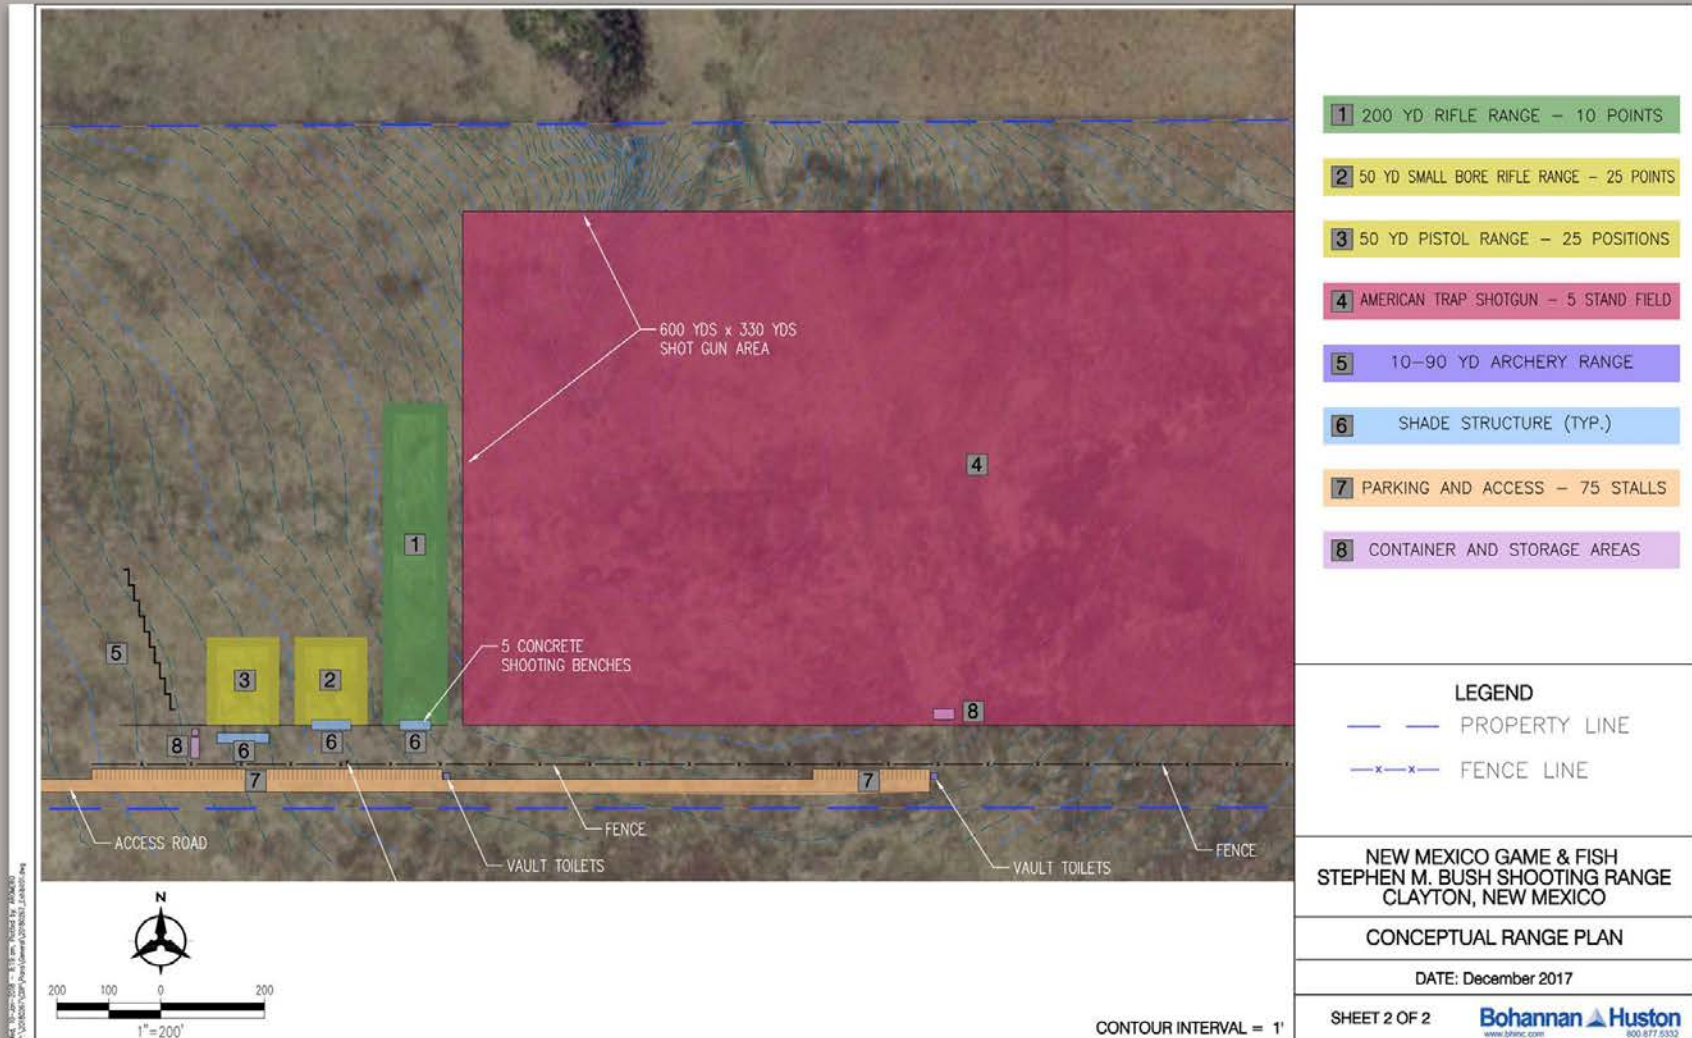 1 200 YD RIFLE RANGE – 10 POINTS
2 50 YD SMALL BORE RIFLE RANGE – 25 POINTS
3 50 YD PISTOL RANGE – 25 POSITIONS
4 AMERICAN TRAP SHOTGUN – 5 STAND FIELD
5 10–90 YD ARCHERY RANGE
6 SHADE STRUCTURE (TYP.)
7 PARKING AND ACCESS – 75 STALLS
8 CONTAINER AND STORAGE AREAS
600 YDS x 330 YDS
SHOT GUN AREA
4
1
5 CONCRETE
SHOOTING BENCHES
5
3
2
8
8
6
6
6
7
7
ACCESS ROAD
FENCE
VAULT TOILETS
VAULT TOILETS
FENCE
LEGEND
PROPERTY LINE
FENCE LINE
NEW MEXICO GAME & FISH
STEPHEN M. BUSH SHOOTING RANGE
CLAYTON, NEW MEXICO
CONCEPTUAL RANGE PLAN
DATE: December 2017
SHEET 2 OF 2
Bohannan Huston
www.bhinc.com 800.877.5332
N
200 100 0 200
1"=200'
CONTOUR INTERVAL = 1'